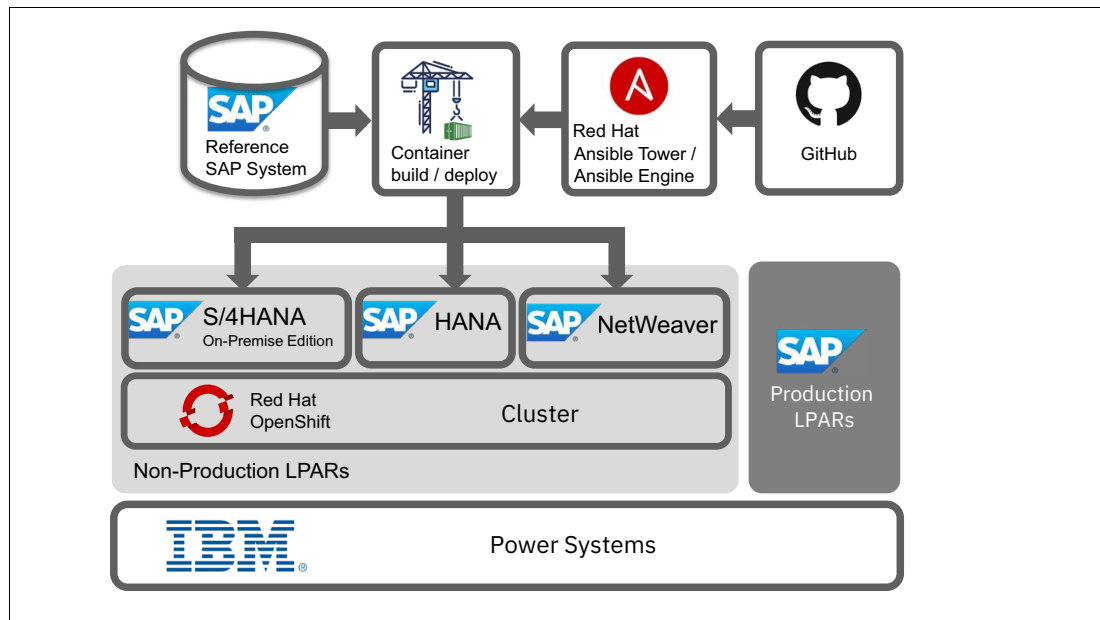 SAP
®
Reference
SAP System
Container
build / deploy
Red Hat
Ansible Tower /
Ansible Engine
GitHub
SAP
®
S/4HANA
On-Premise Edition
SAP
®
HANA
SAP
®
NetWeaver
Red Hat
OpenShift
Cluster
Non-Production LPARs
SAP
®
Production
LPARs
IBM®
Power Systems